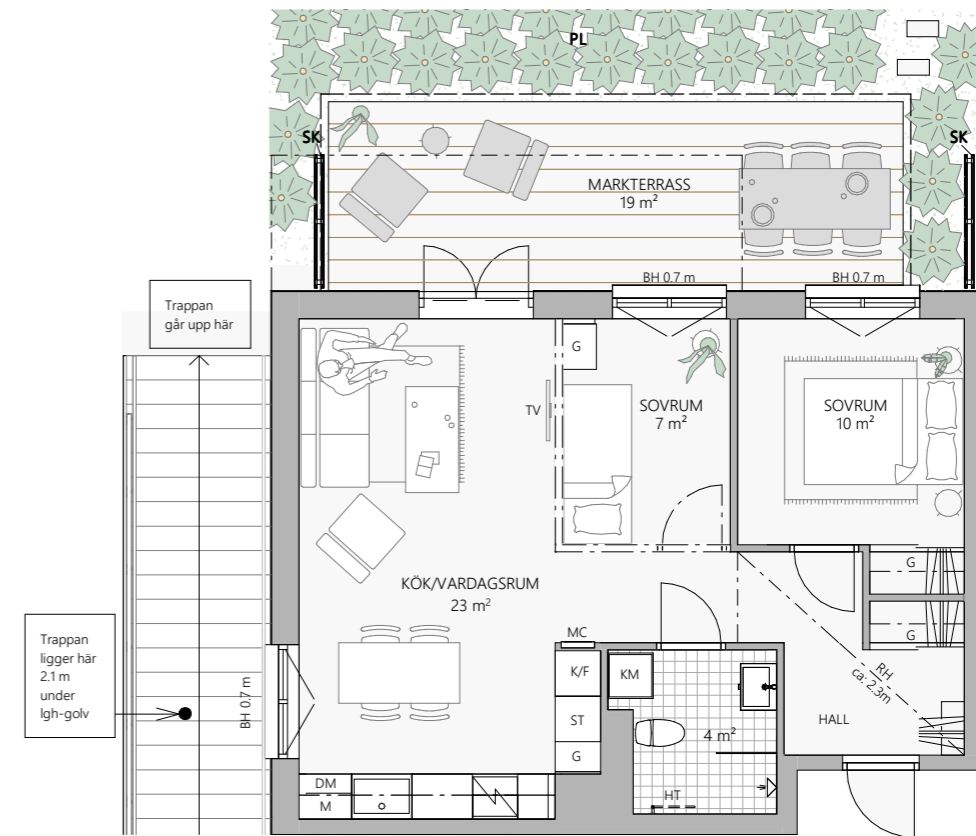 PL
SK
SK
MARKTERRASS
19 m²
BH 0.7 m
BH 0.7 m
Trappan
går upp här
G
TV
SOVRUM
7 m²
SOVRUM
10 m²
KÖK/VARDAGSRUM
23 m²
G
G
MC
K/F
KM
ST
G
4 m²
RH
ca: 2.3m
HALL
Trappan
ligger här
2.1 m
under
lgh-golv
BH 0.7 m
DM
M
HT